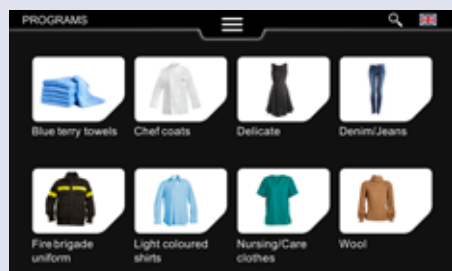 PROGRAMS
Blue terry towels
Chef coats
Delicate
Denim/Jeans
Fire brigade
uniform
Light coloured
shirts
Nursing/Care
clothes
Wool